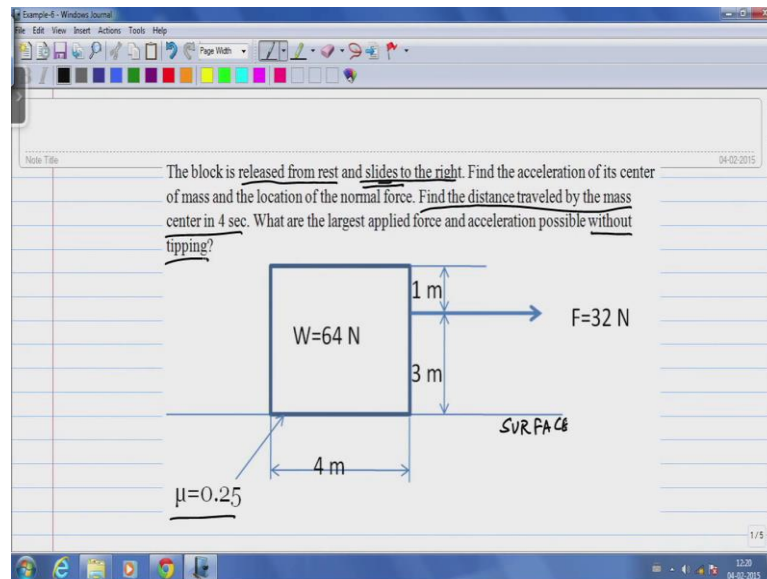 Example-6 - Windows Journal
File Edit View Insert Actions Tools Help
Page Width
Note Title
04-02-2015
The block is released from rest and slides to the right. Find the acceleration of its center
of mass and the location of the normal force. Find the distance traveled by the mass
center in 4 sec. What are the largest applied force and acceleration possible without
tipping?
1 m
F=32 N
W=64 N
3 m
SURFACE
4 m
μ=0.25
1/5
12:20
04-02-2015